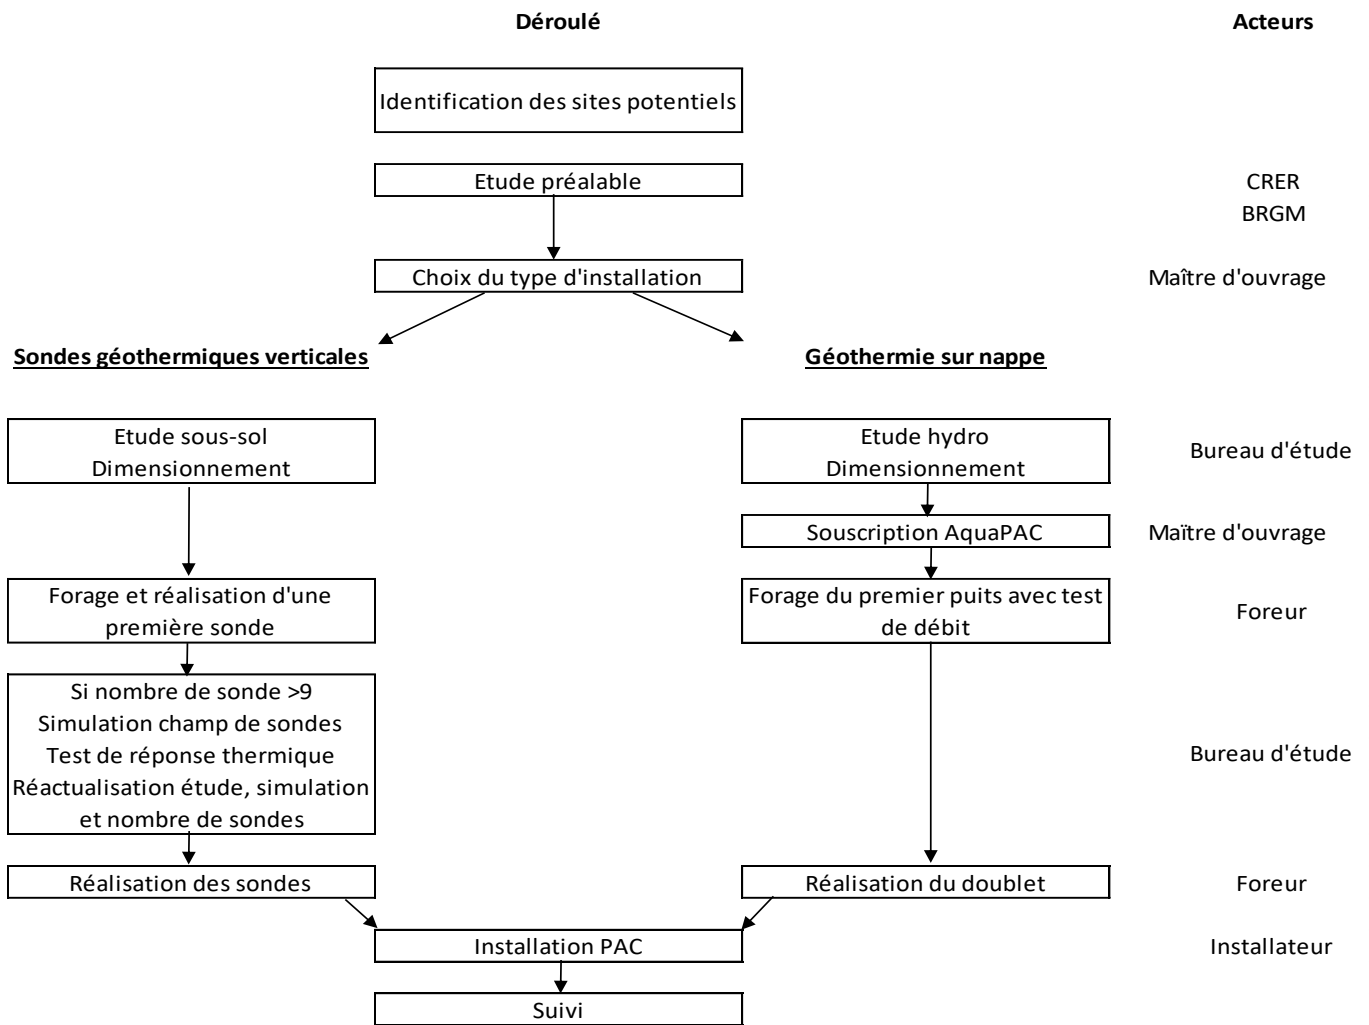 Déroulé
Acteurs
Identification des sites potentiels
Etude préalable
CRER
BRGM
Choix du type d'installation
Maître d'ouvrage
Sondes géothermiques verticales
Géothermie sur nappe
Etude sous-sol
Dimensionnement
Etude hydro
Dimensionnement
Bureau d'étude
Souscription AquaPAC
Maître d'ouvrage
Forage et réalisation d'une
première sonde
Forage du premier puits avec test
de débit
Foreur
Si nombre de sonde >9
Simulation champ de sondes
Test de réponse thermique
Réactualisation étude, simulation
et nombre de sondes
Bureau d'étude
Réalisation des sondes
Réalisation du doublet
Foreur
Installation PAC
Installateur
Suivi